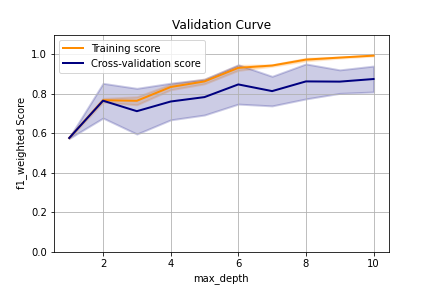 Validation Curve
Training score
Cross-validation score
1.0
0.8
0.6
0.4
0.2
0.0
f1_weighted Score
2 4 6 8 10
max_depth